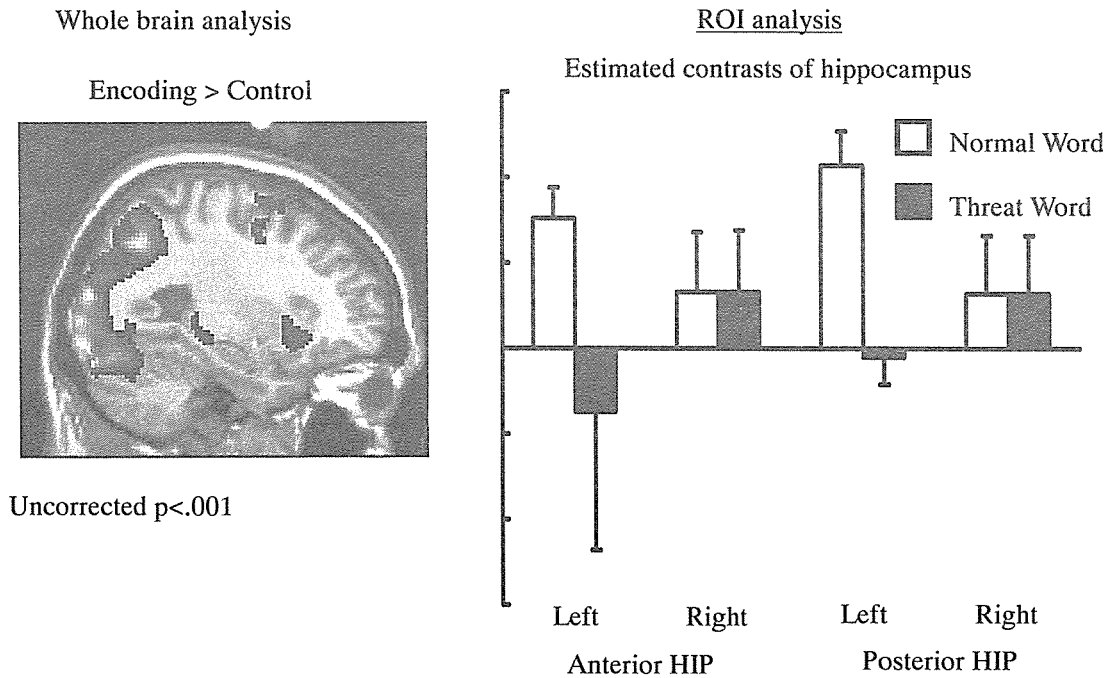 Whole brain analysis
Encoding > Control
Uncorrected p<.001
ROI analysis
Estimated contrasts of hippocampus
Normal Word
Threat Word
Left Right Left Right
Anterior HIP Posterior HIP